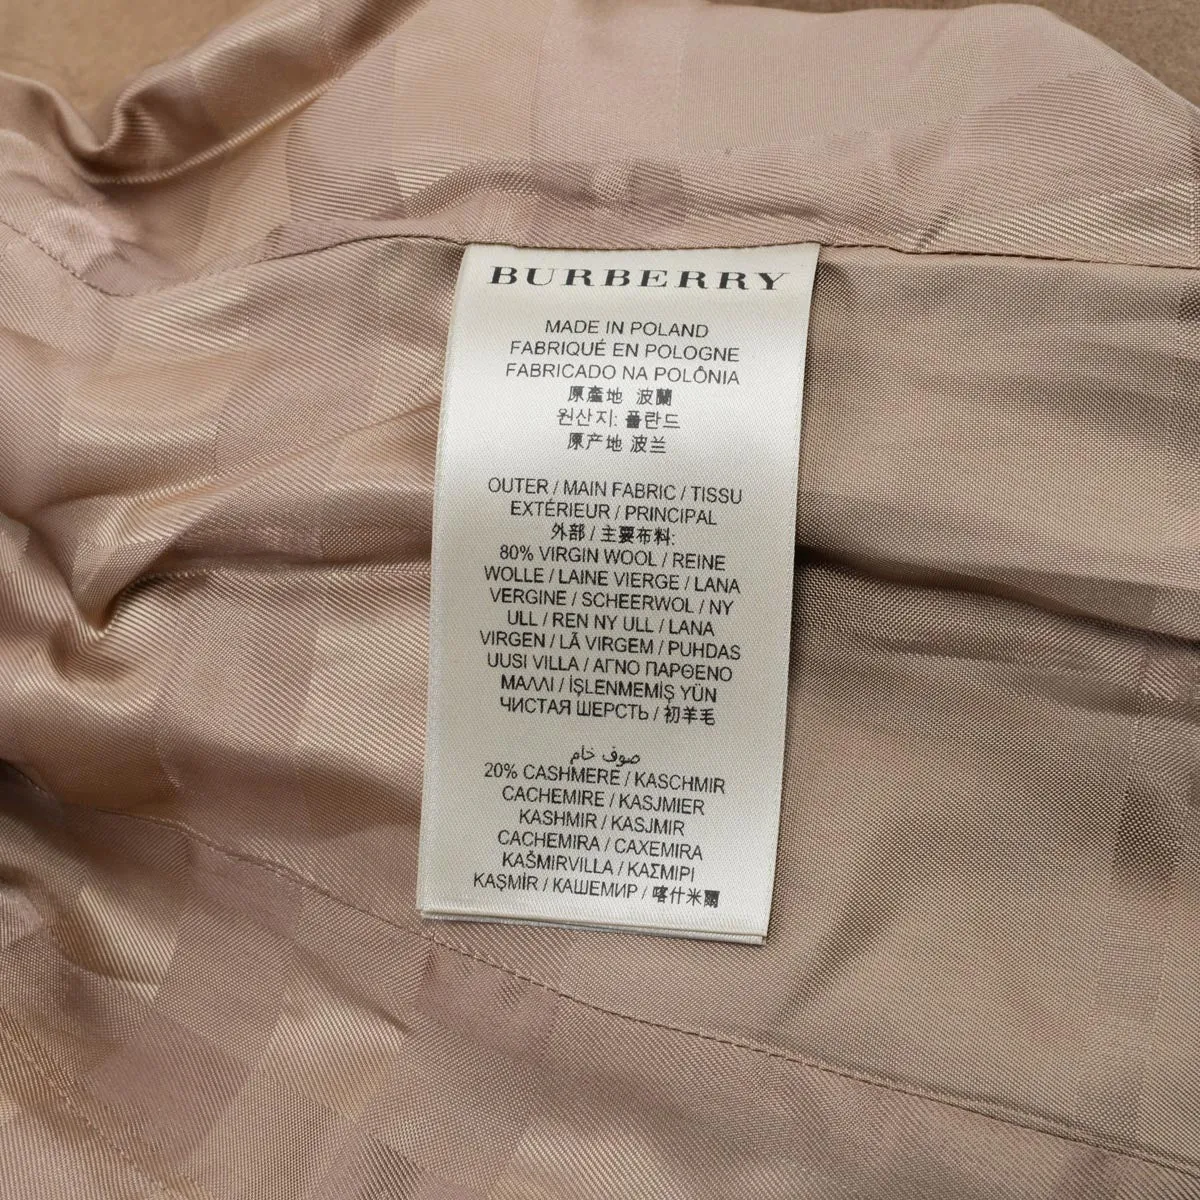 BURBERRY
MADE IN POLAND
FABRIQUÉ EN POLOGNE
FABRICADO NA POLÔNIA
原產地 波蘭
원산지: 폴란드
原产地 波兰
OUTER / MAIN FABRIC / TISSU
EXTÉRIEUR / PRINCIPAL
外部 / 主要布料:
80% VIRGIN WOOL / REINE
WOLLE / LAINE VIERGE / LANA
VERGINE / SCHEERWOL / NY
ULL / REN NY ULL / LANA
VIRGEN / LÃ VIRGEM / PUHDAS
UUSI VILLA / ΑΓΝΟ ΠΑΡΘΕΝΟ
ΜΑΛΛΙ / İŞLENMEMİŞ YÜN
ЧИСТАЯ ШЕРСТЬ / 初羊毛
صوف خام
20% CASHMERE / KASCHMIR
CACHEMIRE / KASJMIER
KASHMIR / KASJMIR
CACHEMIRA / CAXEMIRA
KAŠMIRVILLA / ΚΑΣΜΙΡΙ
KAŞMİR / КАШЕМИР / 喀什米爾